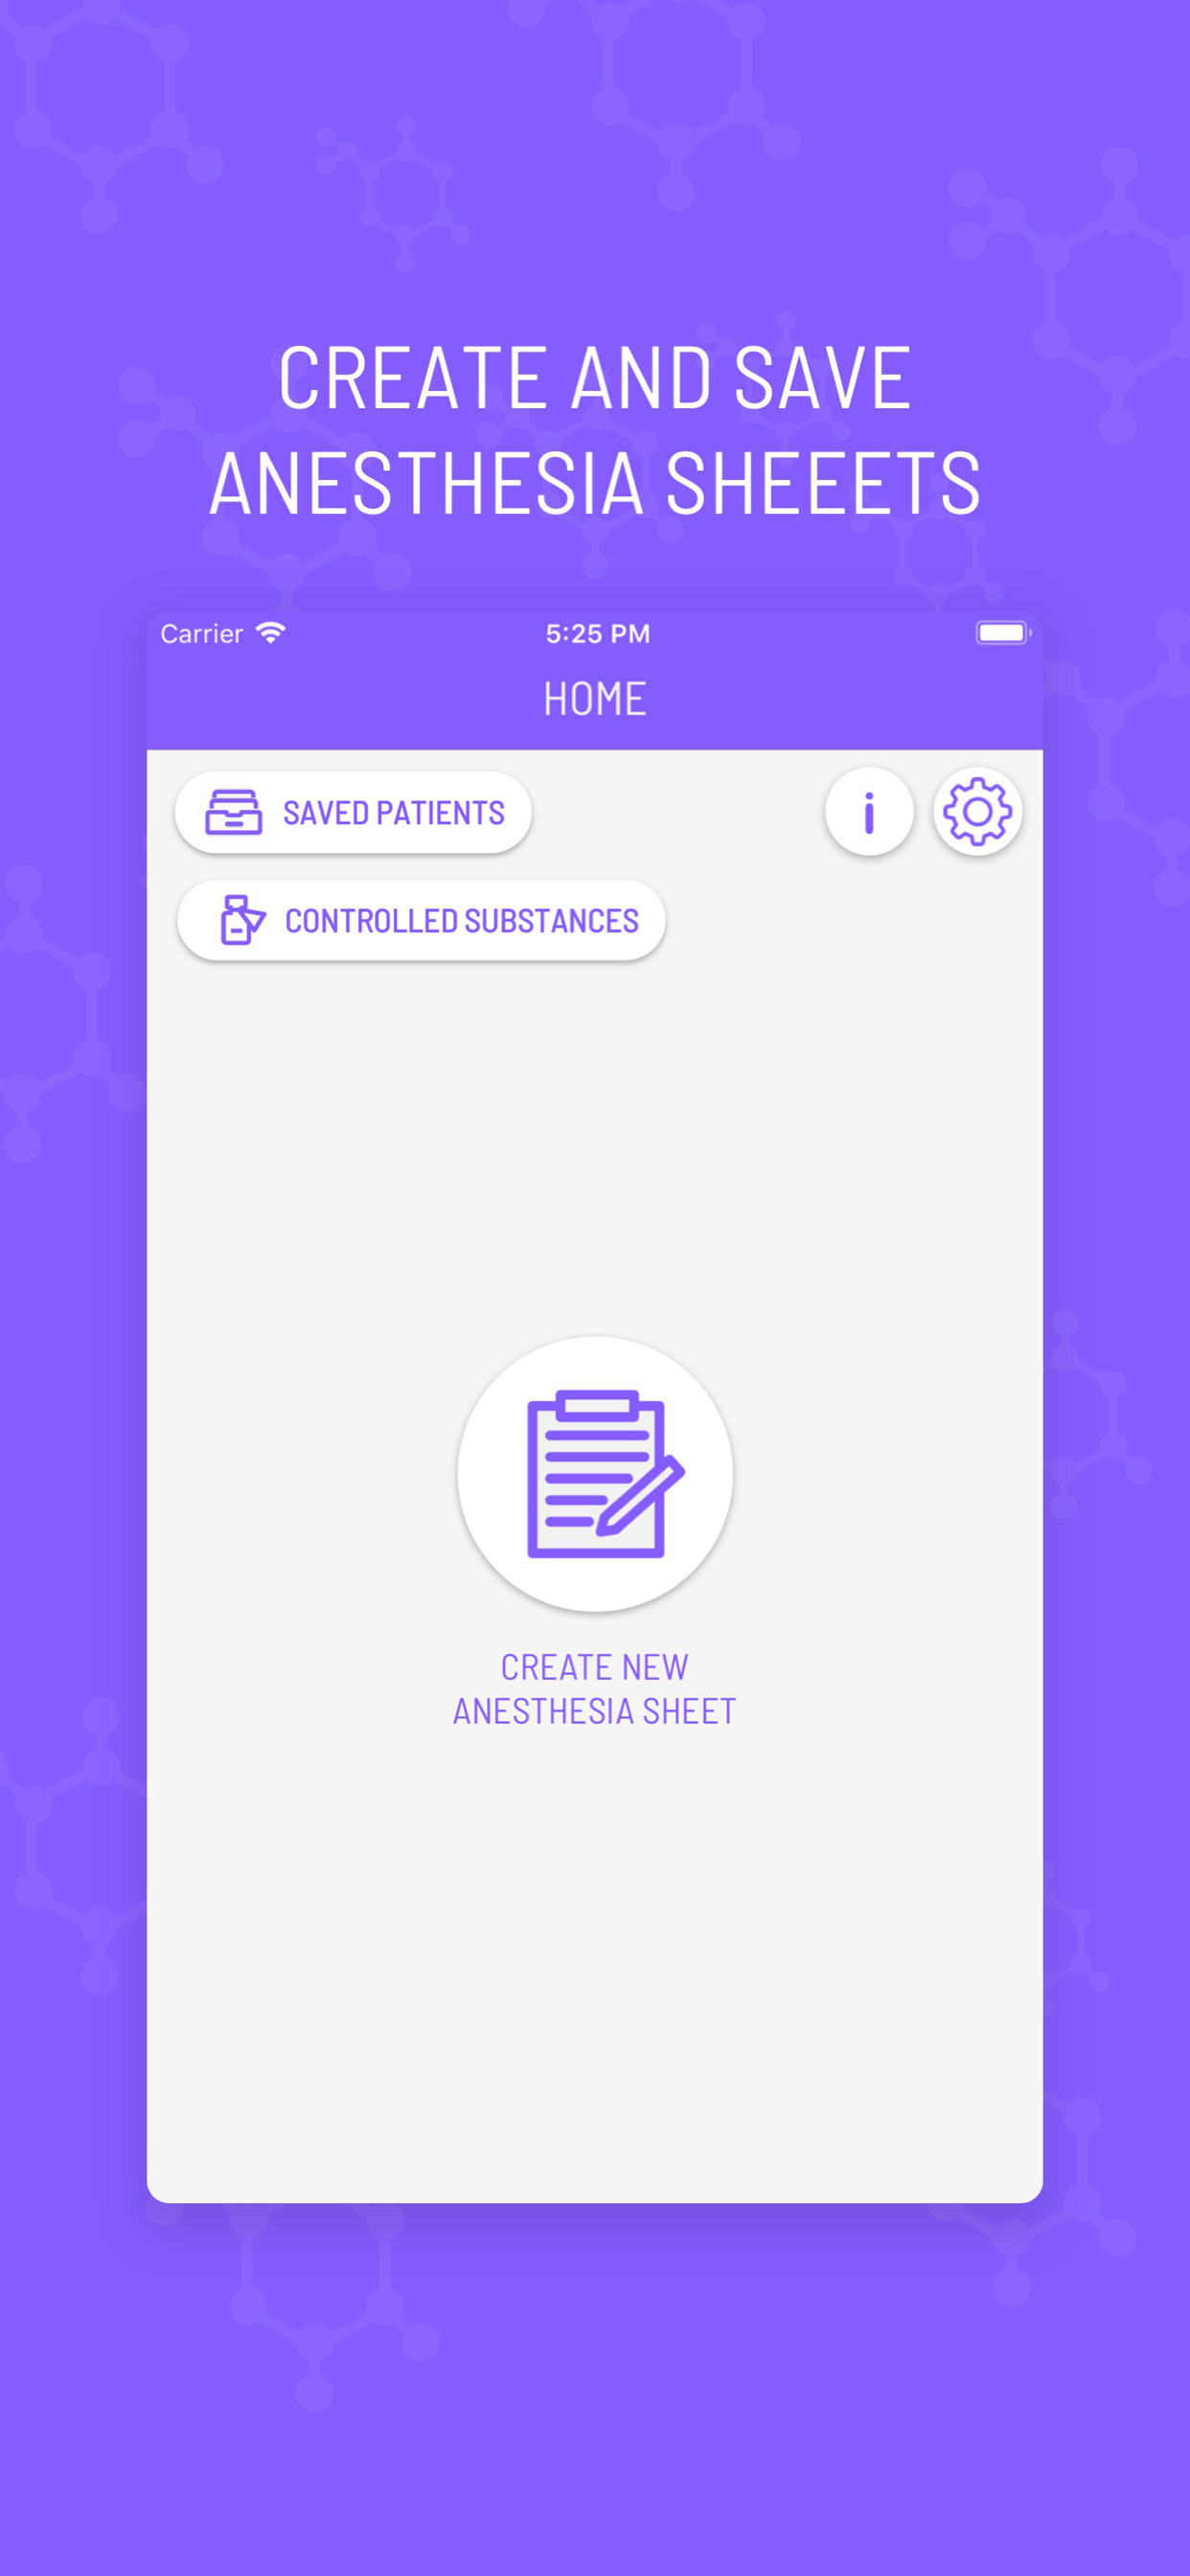 CREATE AND SAVE
ANESTHESIA SHEEETS
Carrier
5:25 PM
HOME
SAVED PATIENTS
CONTROLLED SUBSTANCES
CREATE NEW
ANESTHESIA SHEET